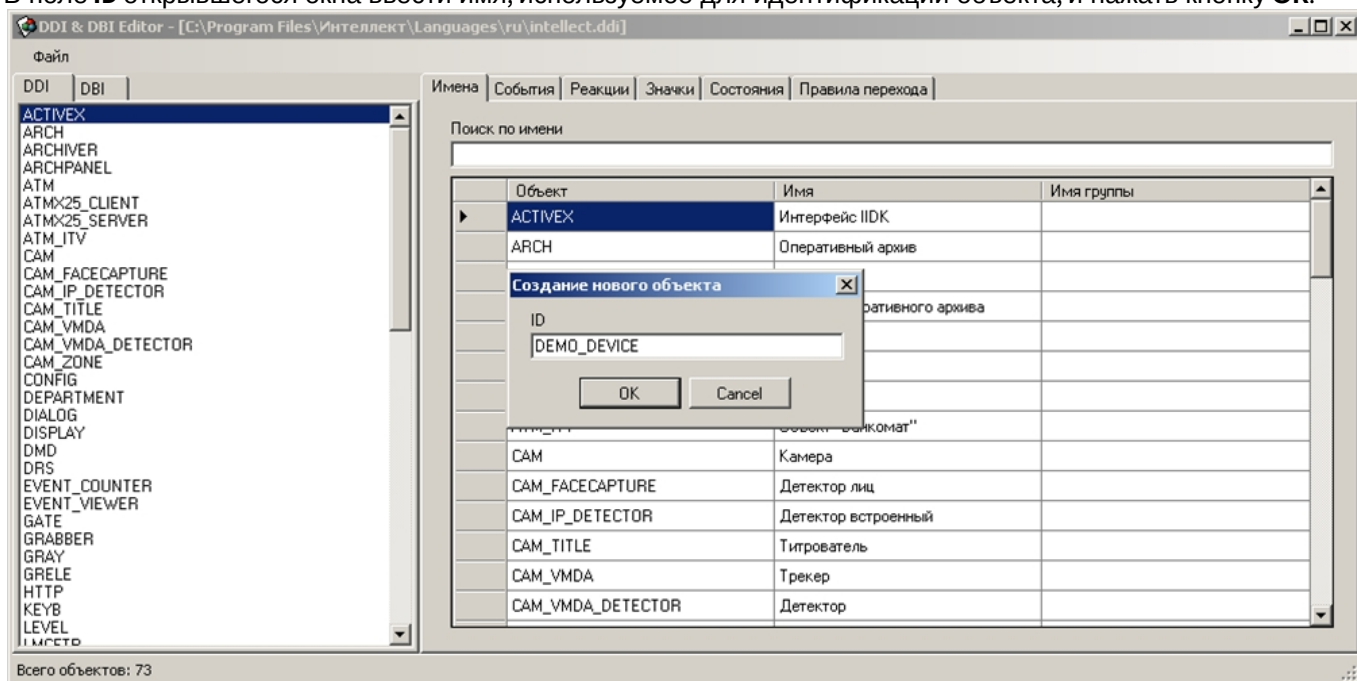 В поле ID открывшегося окна ввести имя, используемое для идентификации объекта, и нажать кнопку ОК.
DDI & DBI Editor - [C:\Program Files\Интеллект\Languages\ru\intellect.ddi]
Файл
DDI DBI
ACTIVEX
ARCH
ARCHIVER
ARCHPANEL
ATM
ATMX25_CLIENT
ATMX25_SERVER
ATM_ITV
CAM
CAM_FACECAPTURE
CAM_IP_DETECTOR
CAM_TITLE
CAM_VMDA
CAM_VMDA_DETECTOR
CAM_ZONE
CONFIG
DEPARTMENT
DIALOG
DISPLAY
DMD
DRS
EVENT_COUNTER
EVENT_VIEWER
GATE
GRABBER
GRAY
GRELE
HTTP
KEYB
LEVEL
Имена События Реакции Значки Состояния Правила перехода
Поиск по имени
Объект Имя Имя группы
ACTIVEX Интерфейс IIDK
ARCH Оперативный архив
Создание нового объекта
ративного архива
ID
DEMO_DEVICE
OK Cancel
CAM Камера
CAM_FACECAPTURE Детектор лиц
CAM_IP_DETECTOR Детектор встроенный
CAM_TITLE Титрователь
CAM_VMDA Трекер
CAM_VMDA_DETECTOR Детектор
Всего объектов: 73